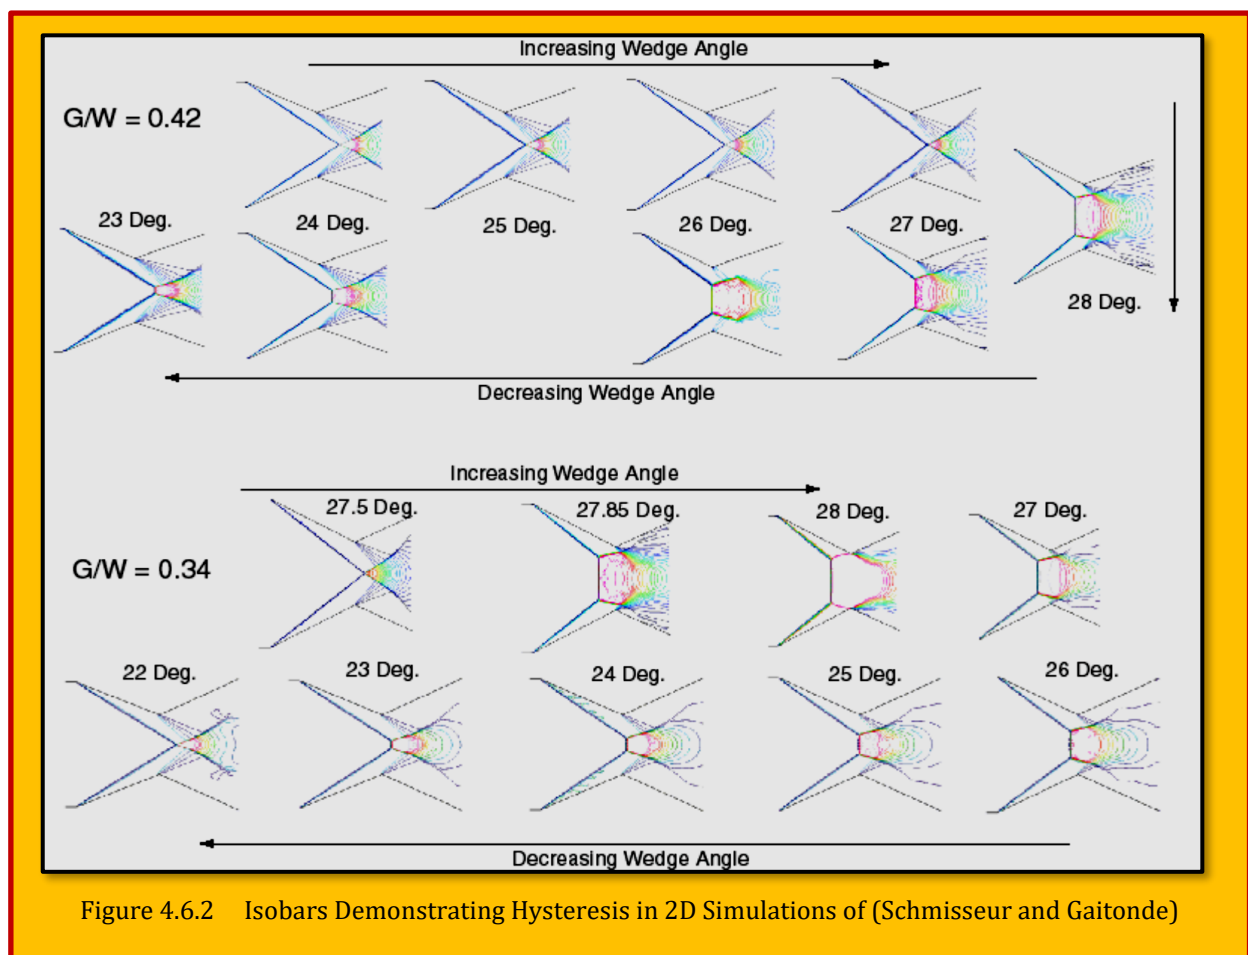 Increasing Wedge Angle
G/W = 0.42
23 Deg.
24 Deg.
25 Deg.
26 Deg.
27 Deg.
28 Deg.
Decreasing Wedge Angle
Increasing Wedge Angle
27.5 Deg.
27.85 Deg.
28 Deg.
27 Deg.
G/W = 0.34
22 Deg.
23 Deg.
24 Deg.
25 Deg.
26 Deg.
Decreasing Wedge Angle
Figure 4.6.2 Isobars Demonstrating Hysteresis in 2D Simulations of (Schmisseur and Gaitonde)